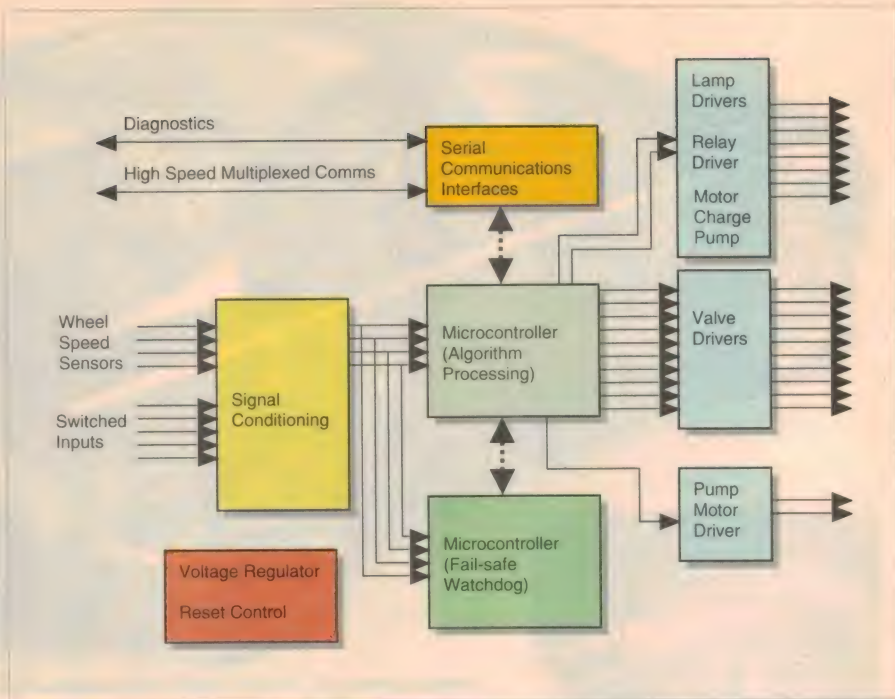 Diagnostics
High Speed Multiplexed Comms
Serial
Communications
Interfaces
Lamp
Drivers
Relay
Driver
Motor
Charge
Pump
Wheel
Speed
Sensors
Switched
Inputs
Signal
Conditioning
Microcontroller
(Algorithm
Processing)
Valve
Drivers
Microcontroller
(Fail-safe
Watchdog)
Pump
Motor
Driver
Voltage Regulator
Reset Control